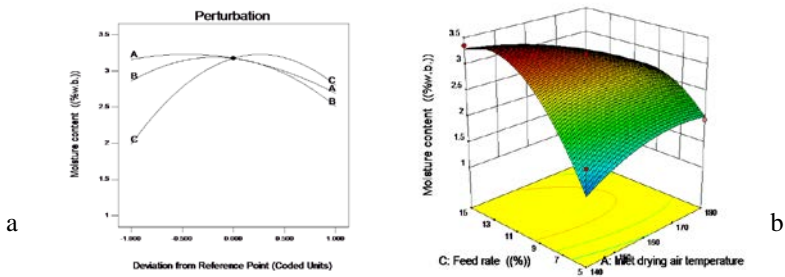 Perturbation
3.5
3
2.5
2
1.5
1
Moisture content ((%w.b.))
A
B
C
C
A
B
-1.000
-0.500
0.000
0.500
1.000
Deviation from Reference Point (Coded Units)
a
3.5
3
2.5
2
1.5
1
Moisture content ((%w.b.))
15
13
11
9
7
5
C: Feed rate ((%))
140
160
170
180
A: Inlet drying air temperature
b